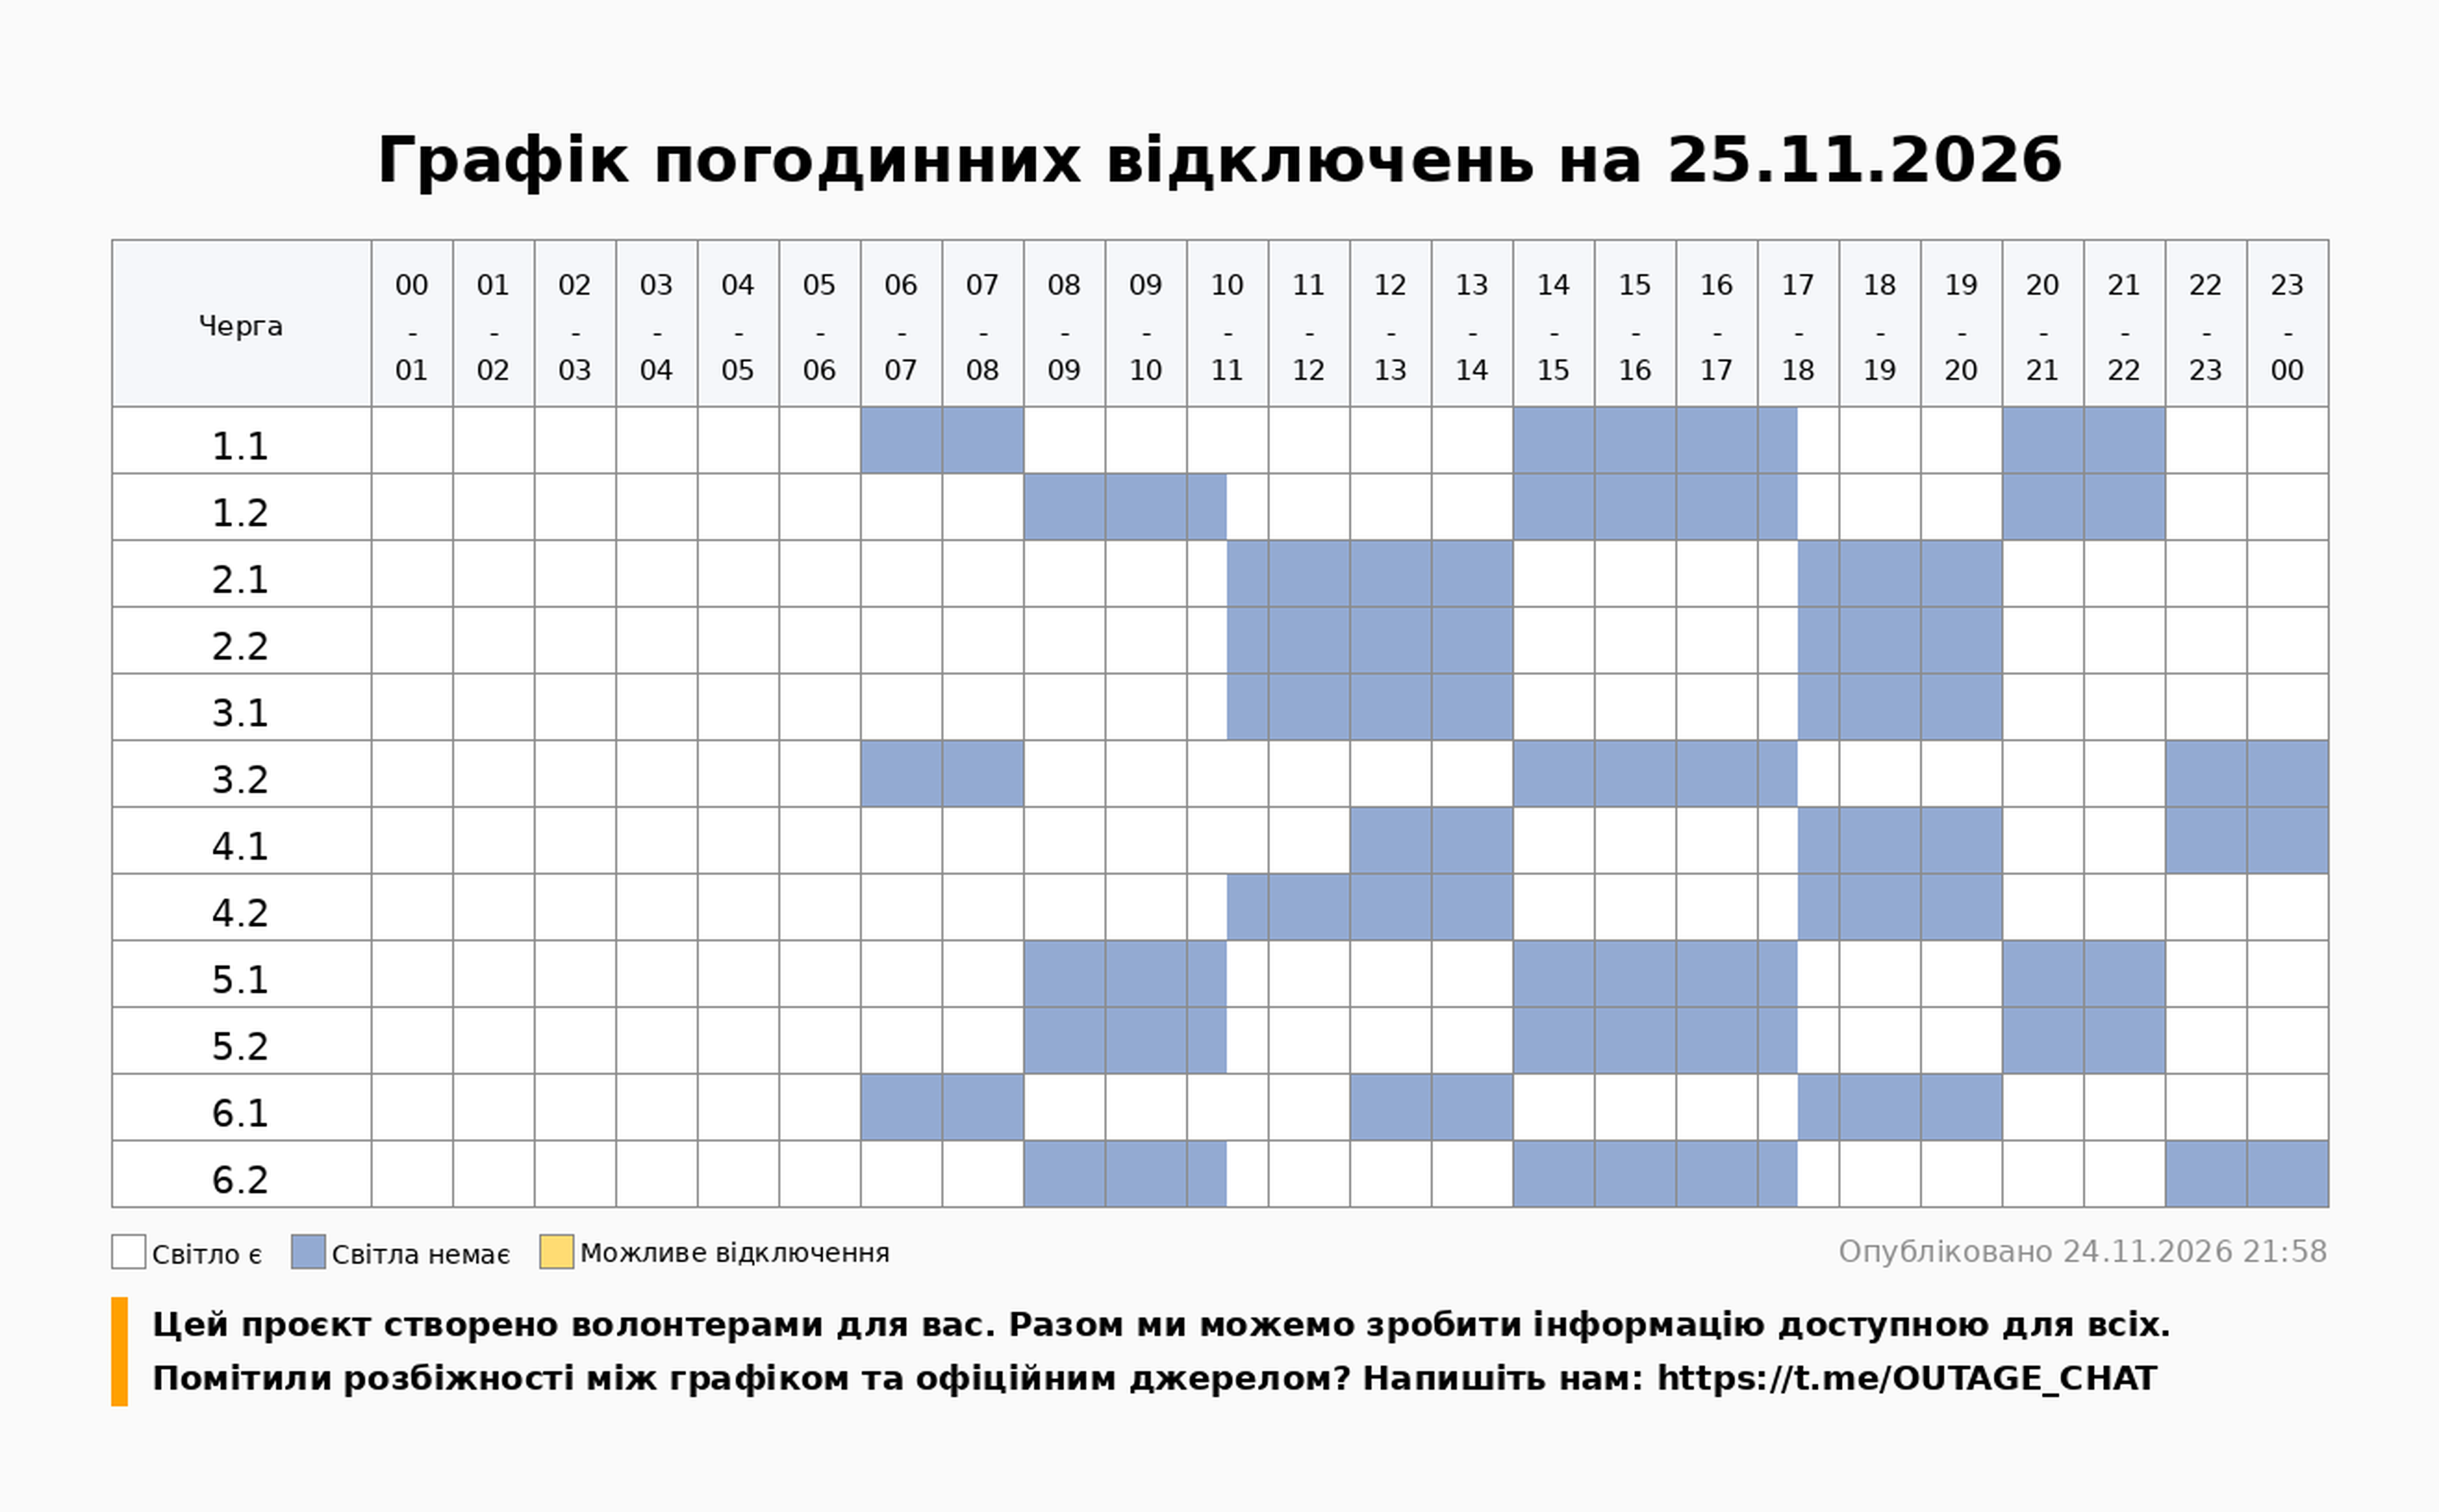 Графік погодинних відключень на 25.11.2026
Черга 00 - 01 01 - 02 02 - 03 03 - 04 04 - 05 05 - 06 06 - 07 07 - 08 08 - 09 09 - 10 10 - 11 11 - 12 12 - 13 13 - 14 14 - 15 15 - 16 16 - 17 17 - 18 18 - 19 19 - 20 20 - 21 21 - 22 22 - 23 23 - 00
1.1
1.2
2.1
2.2
3.1
3.2
4.1
4.2
5.1
5.2
6.1
6.2
Світло є Світла немає Можливе відключення Опубліковано 24.11.2026 21:58
Цей проєкт створено волонтерами для вас. Разом ми можемо зробити інформацію доступною для всіх.
Помітили розбіжності між графіком та офіційним джерелом? Напишіть нам: https://t.me/OUTAGE_CHAT